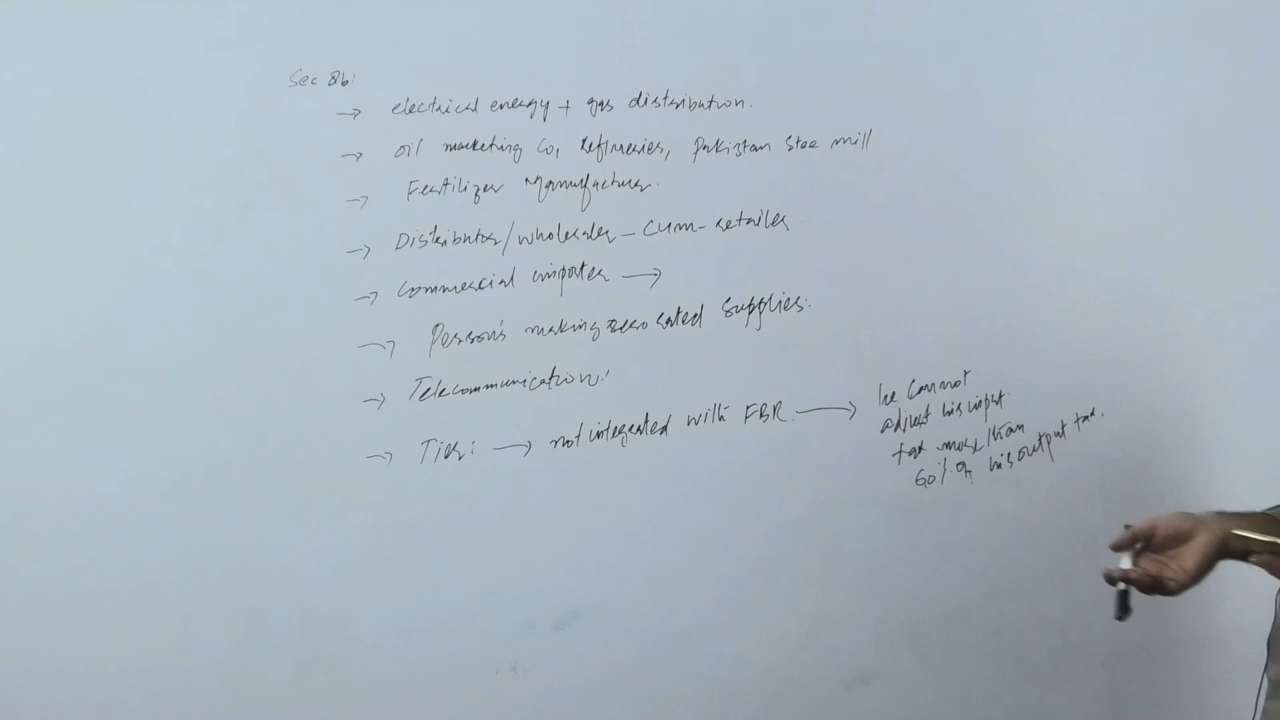 Sec 8b:
→ electrical energy + gas distribution.
→ oil marketing Co, Refineries, Pakistan Stee mill
→ Fertilizer Manufacturer.
→ Distributor/wholesaler-cum-retailer
→ Commercial importer →
→ Person's making zero rated supplies.
→ Telecommunication.
→ Tier: → not integrated with FBR → he cannot
adjust his input
tax more than
60% of his output tax.